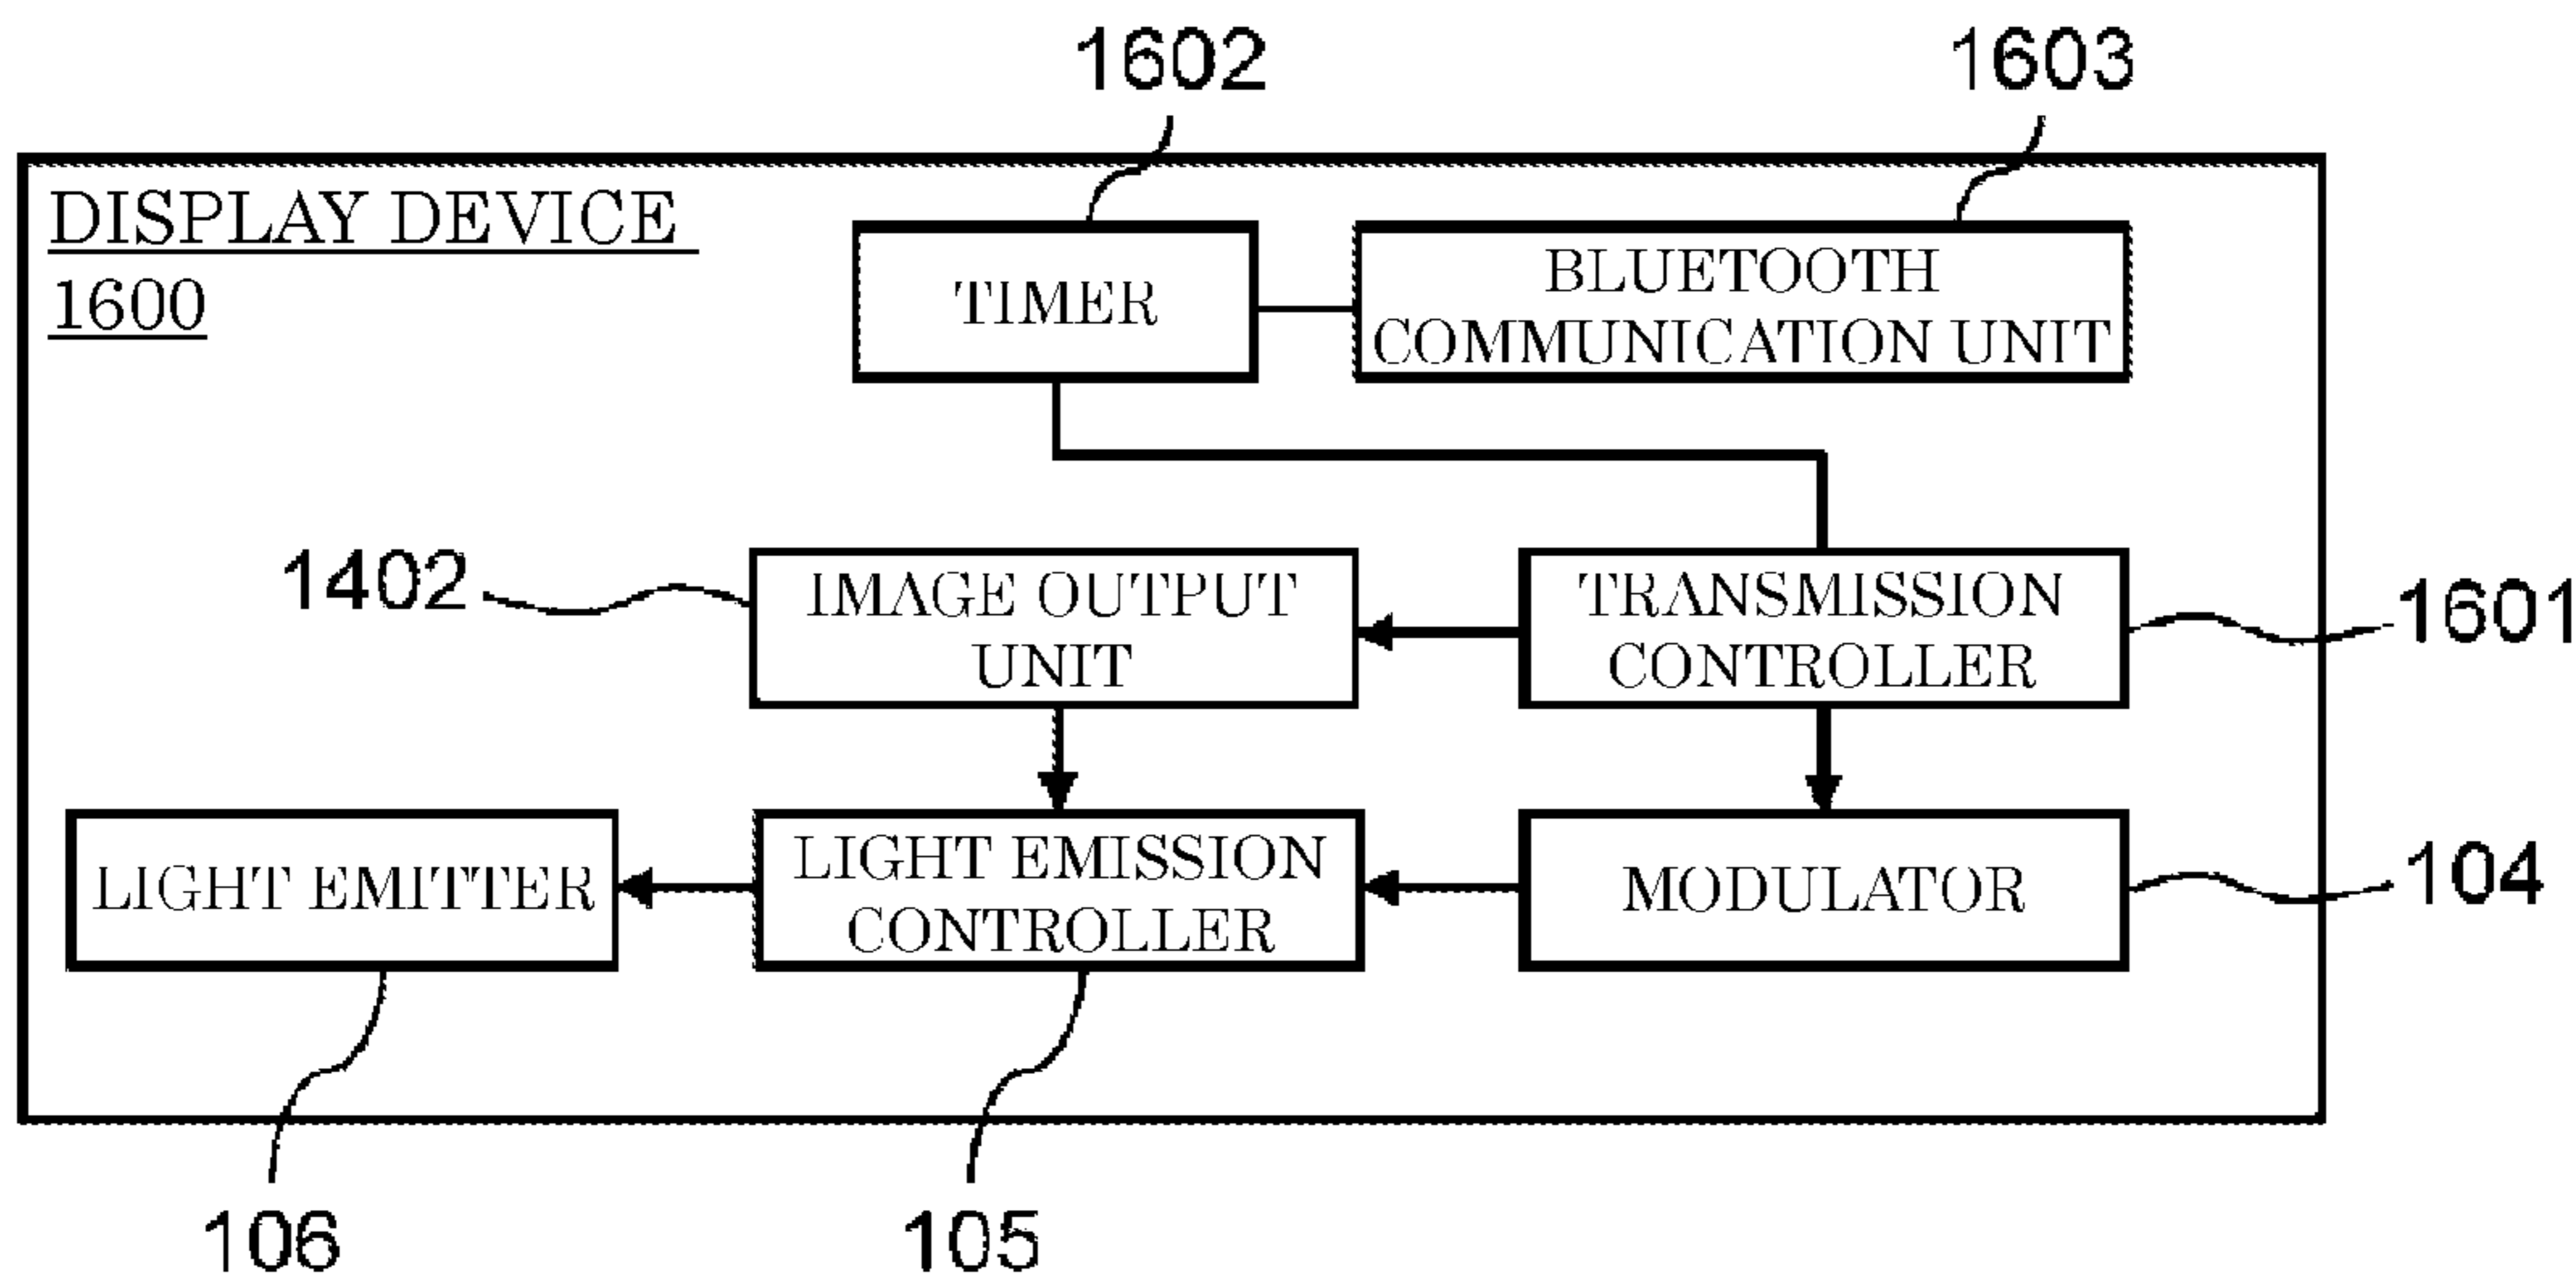 1602
1603
DISPLAY DEVICE
1600
TIMER
BLUETOOTH
COMMUNICATION UNIT
1402
IMAGE OUTPUT
UNIT
TRANSMISSION
CONTROLLER
1601
LIGHT EMITTER
LIGHT EMISSION
CONTROLLER
MODULATOR
104
106
105